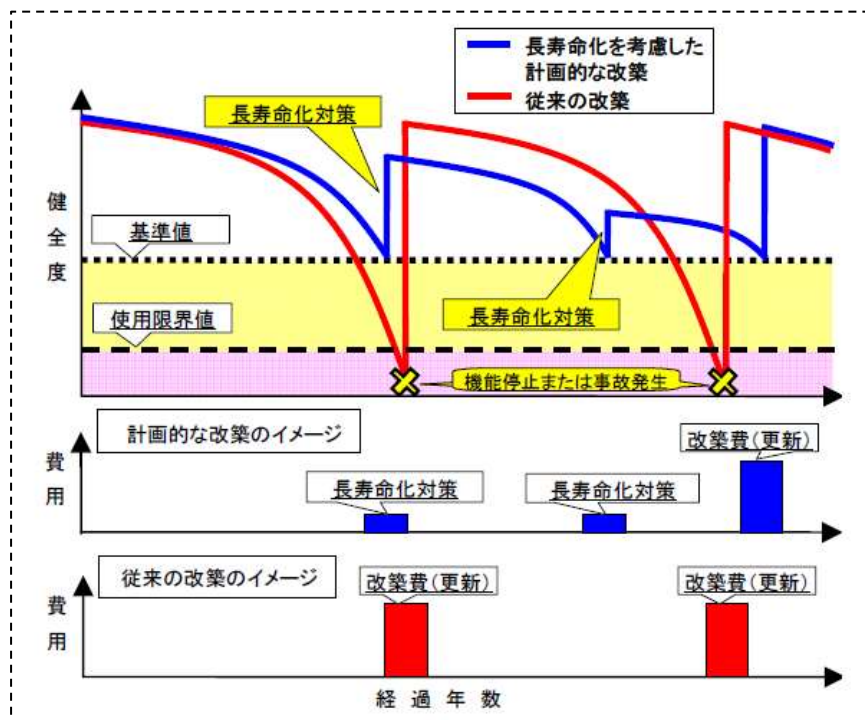 長寿命化を考慮した
計画的な改築
従来の改築
長寿命化対策
健全度
基準値
長寿命化対策
使用限界値
機能停止または事故発生
計画的な改築のイメージ
費用
改築費(更新)
長寿命化対策
長寿命化対策
従来の改築のイメージ
費用
改築費(更新)
改築費(更新)
経過年数